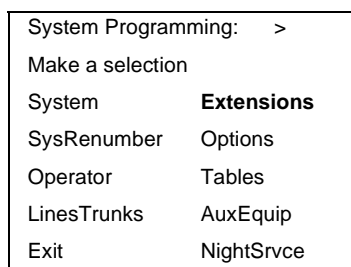 System Programming: >
Make a selection
System Extensions
SysRenumber Options
Operator Tables
LinesTrunks AuxEquip
Exit NightSrvce